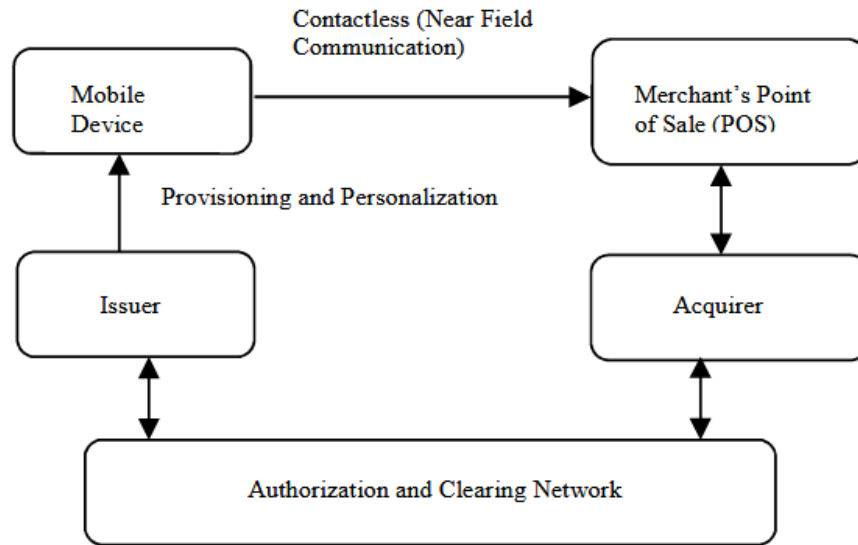 Contactless (Near Field
Communication)
Mobile
Device
Merchant's Point
of Sale (POS)
Provisioning and Personalization
Issuer
Acquirer
Authorization and Clearing Network